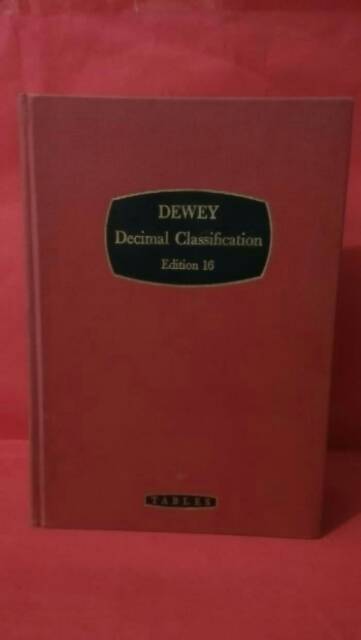 DEWEY
Decimal Classification
Edition 16
TABLES